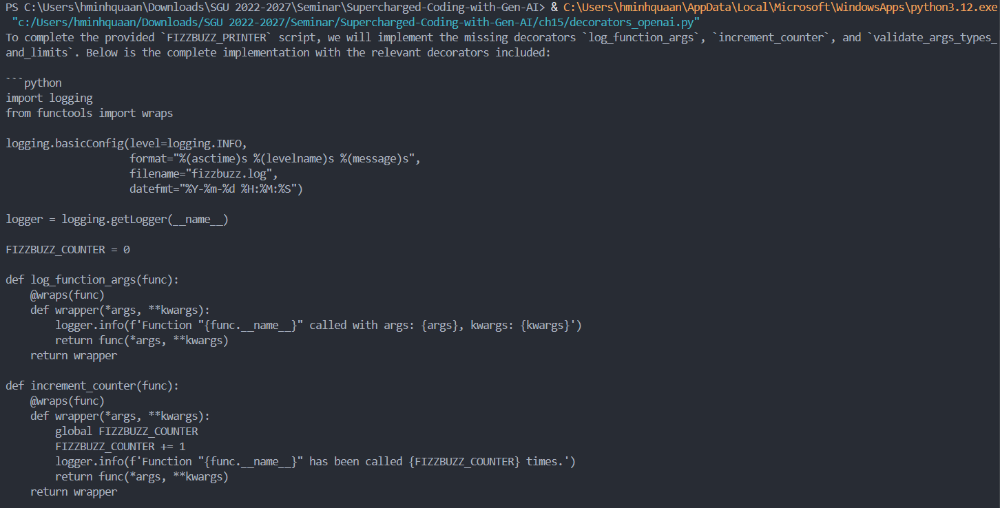 PS C:\Users\hminhquaan\Downloads\SGU 2022-2027\Seminar\Supercharged-Coding-with-Gen-AI> & C:\Users\hminhquaan\AppData\Local\Microsoft\WindowsApps\python3.12.exe
"c:/Users/hminhquaan/Downloads/SGU 2022-2027/Seminar/Supercharged-Coding-with-Gen-AI/ch15/decorators_openai.py"
To complete the provided `FIZZBUZZ_PRINTER` script, we will implement the missing decorators `log_function_args`, `increment_counter`, and `validate_args_types_
and_limits`. Below is the complete implementation with the relevant decorators included:

```python
import logging
from functools import wraps

logging.basicConfig(level=logging.INFO,
                    format="%(asctime)s %(levelname)s %(message)s",
                    filename="fizzbuzz.log",
                    datefmt="%Y-%m-%d %H:%M:%S")

logger = logging.getLogger(__name__)

FIZZBUZZ_COUNTER = 0

def log_function_args(func):
    @wraps(func)
    def wrapper(*args, **kwargs):
        logger.info(f'Function "{func.__name__}" called with args: {args}, kwargs: {kwargs}')
        return func(*args, **kwargs)
    return wrapper

def increment_counter(func):
    @wraps(func)
    def wrapper(*args, **kwargs):
        global FIZZBUZZ_COUNTER
        FIZZBUZZ_COUNTER += 1
        logger.info(f'Function "{func.__name__}" has been called {FIZZBUZZ_COUNTER} times.')
        return func(*args, **kwargs)
    return wrapper